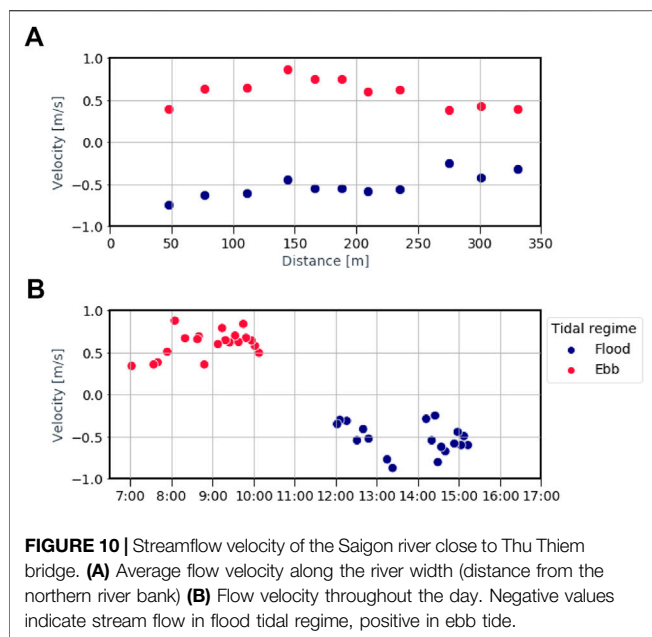 A
1.0
0.5
0.0
−0.5
−1.0
Velocity [m/s]
0 50 100 150 200 250 300 350
Distance [m]
B
1.0
0.5
0.0
−0.5
−1.0
Velocity [m/s]
7:00 8:00 9:00 10:00 11:00 12:00 13:00 14:00 15:00 16:00 17:00
Tidal regime
Flood
Ebb
FIGURE 10 | Streamflow velocity of the Saigon river close to Thu Thiem
bridge. (A) Average flow velocity along the river width (distance from the
northern river bank) (B) Flow velocity throughout the day. Negative values
indicate stream flow in flood tidal regime, positive in ebb tide.